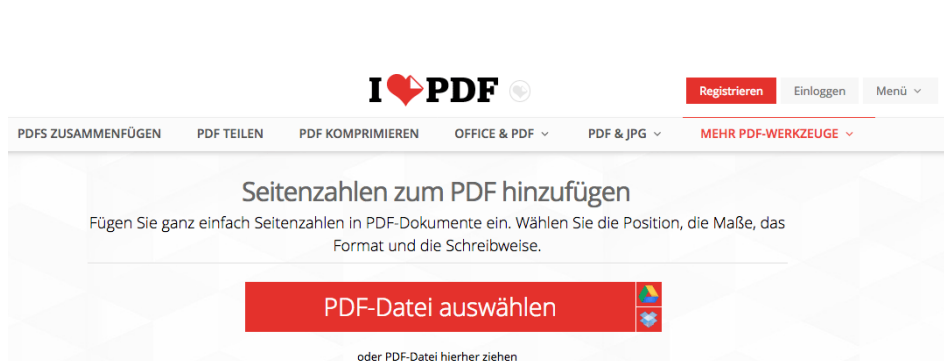 I PDF
Registrieren Einloggen Menü
PDFS ZUSAMMENFÜGEN PDF TEILEN PDF KOMPRIMIEREN OFFICE & PDF PDF & JPG MEHR PDF-WERKZEUGE
Seitenzahlen zum PDF hinzufügen
Fügen Sie ganz einfach Seitenzahlen in PDF-Dokumente ein. Wählen Sie die Position, die Maße, das
Format und die Schreibweise.
PDF-Datei auswählen
oder PDF-Datei hierher ziehen